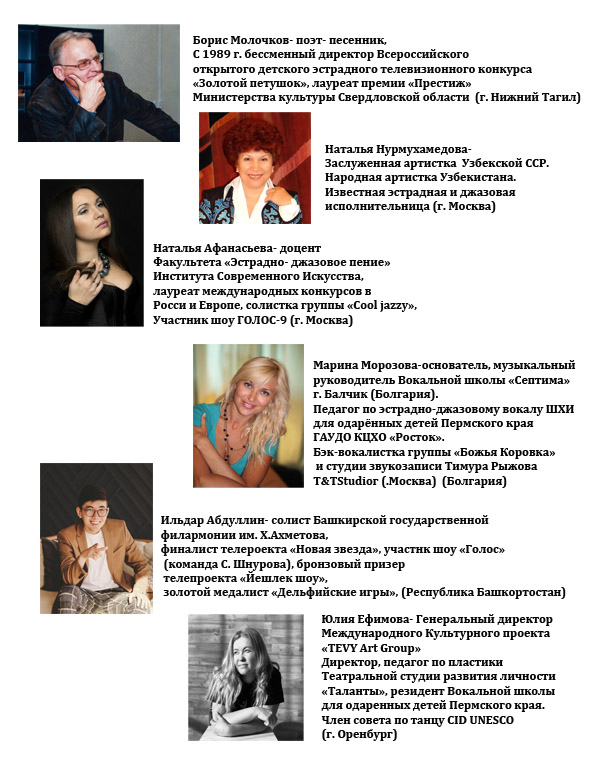 Борис Молочков- поэт- песенник,
С 1989 г. бессменный директор Всероссийского
открытого детского эстрадного телевизионного конкурса
«Золотой петушок», лауреат премии «Престиж»
Министерства культуры Свердловской области (г. Нижний Тагил)
Наталья Нурмухамедова-
Заслуженная артистка Узбекской ССР.
Народная артистка Узбекистана.
Известная эстрадная и джазовая
исполнительница (г. Москва)
Наталья Афанасьева- доцент
Факультета «Эстрадно- джазовое пение»
Института Современного Искусства,
лауреат международных конкурсов в
Росси и Европе, солистка группы «Cool jazzy»,
Участник шоу ГОЛОС-9 (г. Москва)
Марина Морозова-основатель, музыкальный
руководитель Вокальной школы «Септима»
г. Балчик (Болгария).
Педагог по эстрадно-джазовому вокалу ШХИ
для одарённых детей Пермского края
ГАУДО КЦХО «Росток».
Бэк-вокалистка группы «Божья Коровка»
и студии звукозаписи Тимура Рыжова
T&TStudior (.Москва) (Болгария)
Ильдар Абдуллин- солист Башкирской государственной
филармонии им. Х.Ахметова,
финалист телероекта «Новая звезда», участнк шоу «Голос»
(команда С. Шнурова), бронзовый призер
телепроекта «Йешлек шоу»,
золотой медалист «Дельфийские игры», (Республика Башкортостан)
Юлия Ефимова- Генеральный директор
Международного Культурного проекта
«TEVY Art Group»
Директор, педагог по пластики
Театральной студии развития личности
«Таланты», резидент Вокальной школы
для одаренных детей Пермского края.
Член совета по танцу CID UNESCO
(г. Оренбург)